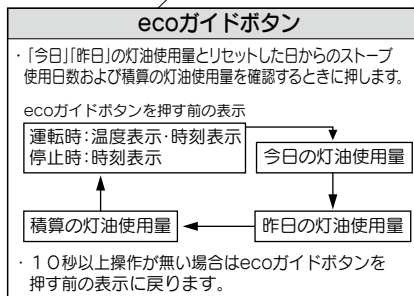 ecoガイドボタン
・「今日」「昨日」の灯油使用量とリセットした日からのストーブ
使用日数および積算の灯油使用量を確認するときに押します。
ecoガイドボタンを押す前の表示
運転時：温度表示・時刻表示
停止時：時刻表示
今日の灯油使用量
積算の灯油使用量
昨日の灯油使用量
・１０秒以上操作が無い場合はecoガイドボタンを
押す前の表示に戻ります。